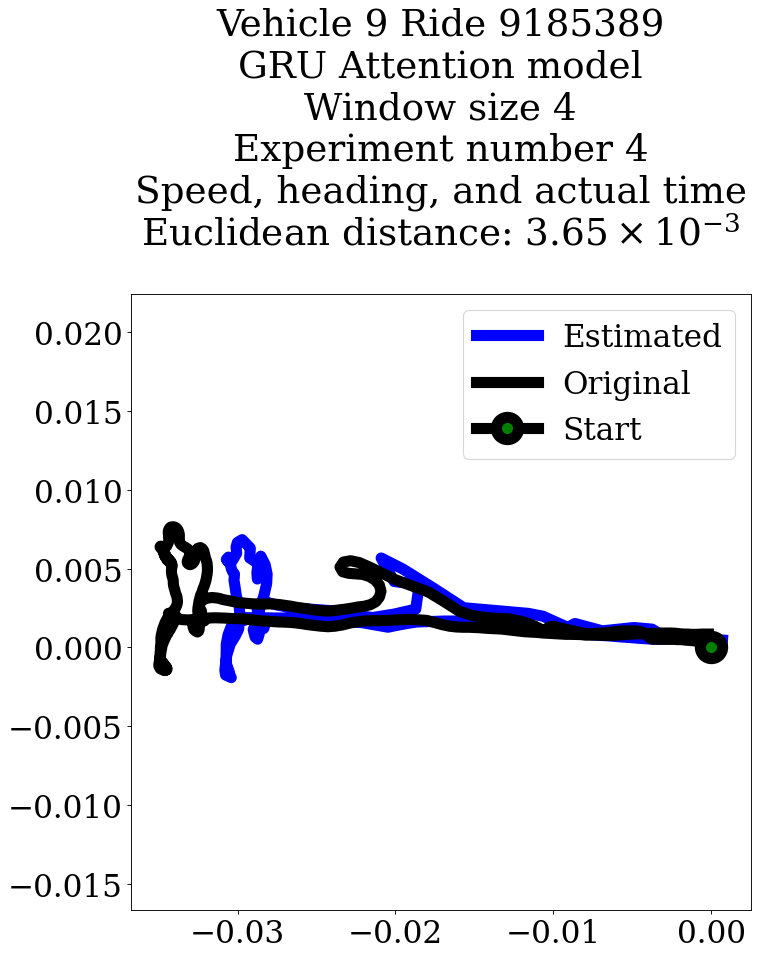 Vehicle 9 Ride 9185389
GRU Attention model
Window size 4
Experiment number 4
Speed, heading, and actual time
Euclidean distance: 3.65 × 10⁻³
Estimated
Original
Start
0.020
0.015
0.010
0.005
0.000
−0.005
−0.010
−0.015
−0.03 −0.02 −0.01 0.00